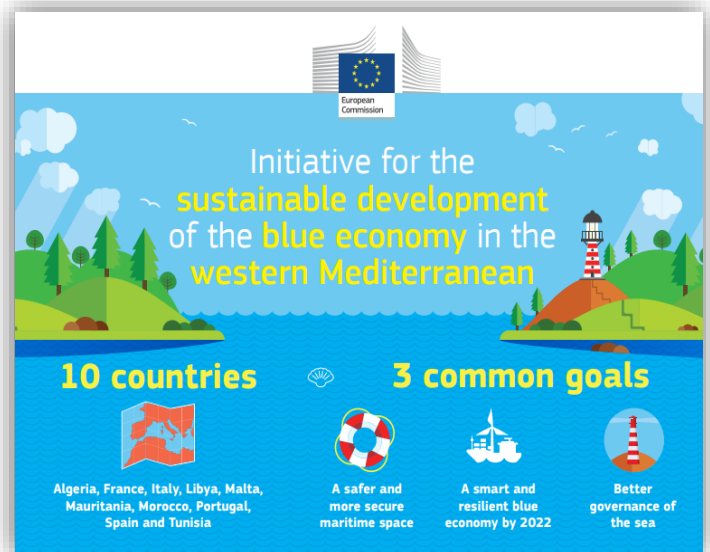 European
Commission
Initiative for the
sustainable development
of the blue economy in the
western Mediterranean
10 countries
3 common goals
Algeria, France, Italy, Libya, Malta,
Mauritania, Morocco, Portugal,
Spain and Tunisia
A safer and
more secure
maritime space
A smart and
resilient blue
economy by 2022
Better
governance of
the sea